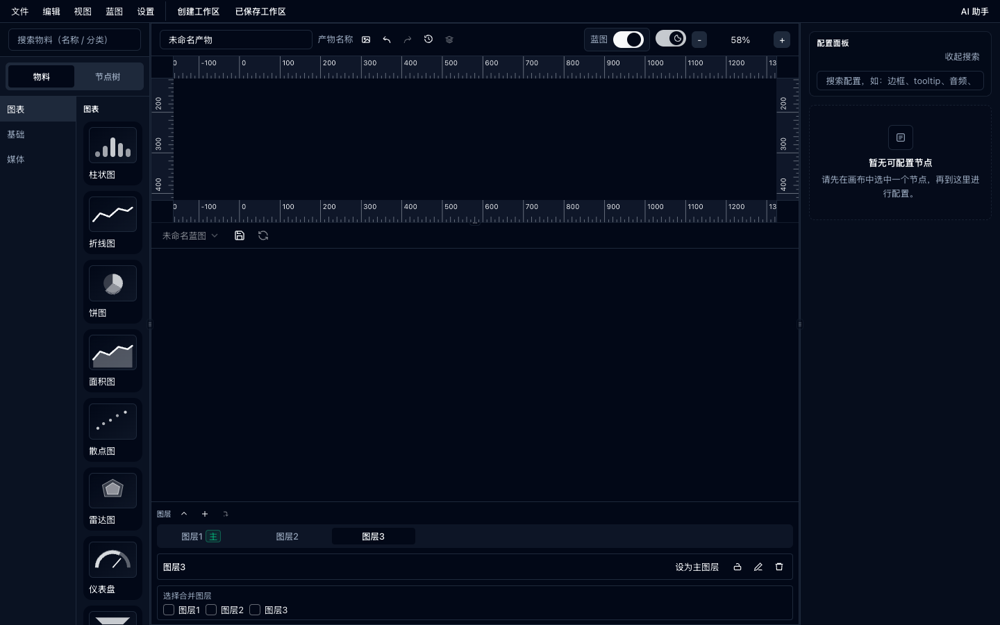 文件 编辑 视图 蓝图 设置 创建工作区 已保存工作区 AI 助手
搜索物料（名称 / 分类）
物料 节点树
图表
基础
媒体
图表
柱状图
折线图
饼图
面积图
散点图
雷达图
仪表盘
未命名产物 产物名称 蓝图 - 58% +
0 -100 0 100 200 300 400 500 600 700 800 900 1000 1100 1200 13
200 200
300 300
400 400
0 -100 0 100 200 300 400 500 600 700 800 900 1000 1100 1200 13
未命名蓝图
图层
图层1 主 图层2 图层3
图层3 设为主图层
选择合并图层
图层1 图层2 图层3
配置面板
收起搜索
搜索配置，如：边框、tooltip、音频、
暂无可配置节点
请先在画布中选中一个节点，再到这里进
行配置。